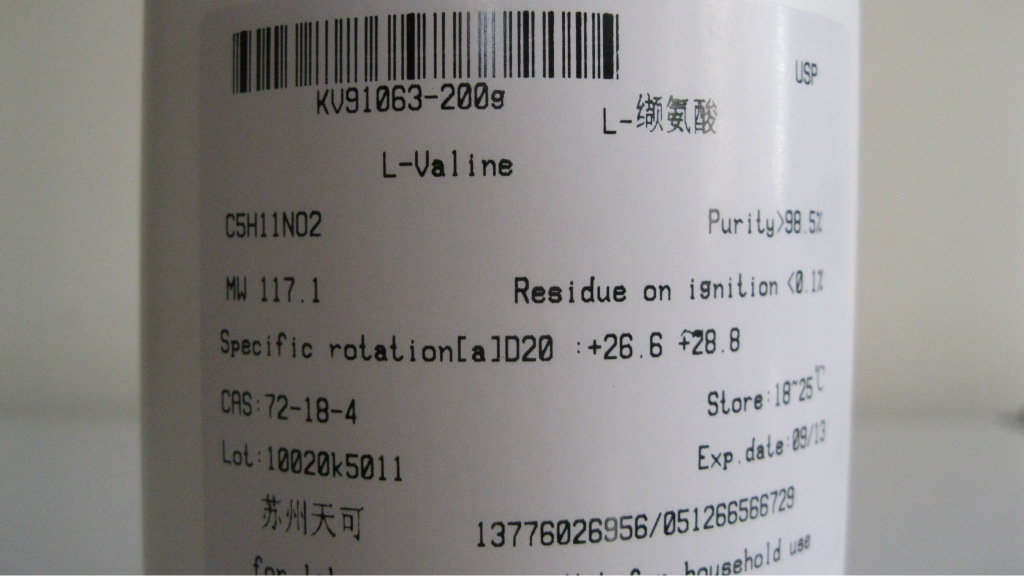 USP
KV91063-200g
L-缬氨酸
L-Valine
C5H11NO2 Purity>98.5%
MW 117.1 Residue on ignition <0.1%
Specific rotation[a]D20 :+26.6 +28.8
CAS:72-18-4 Store:18~25℃
Lot:10020k5011 Exp.date:09/13
苏州天可 13776026956/051266566729
for household use